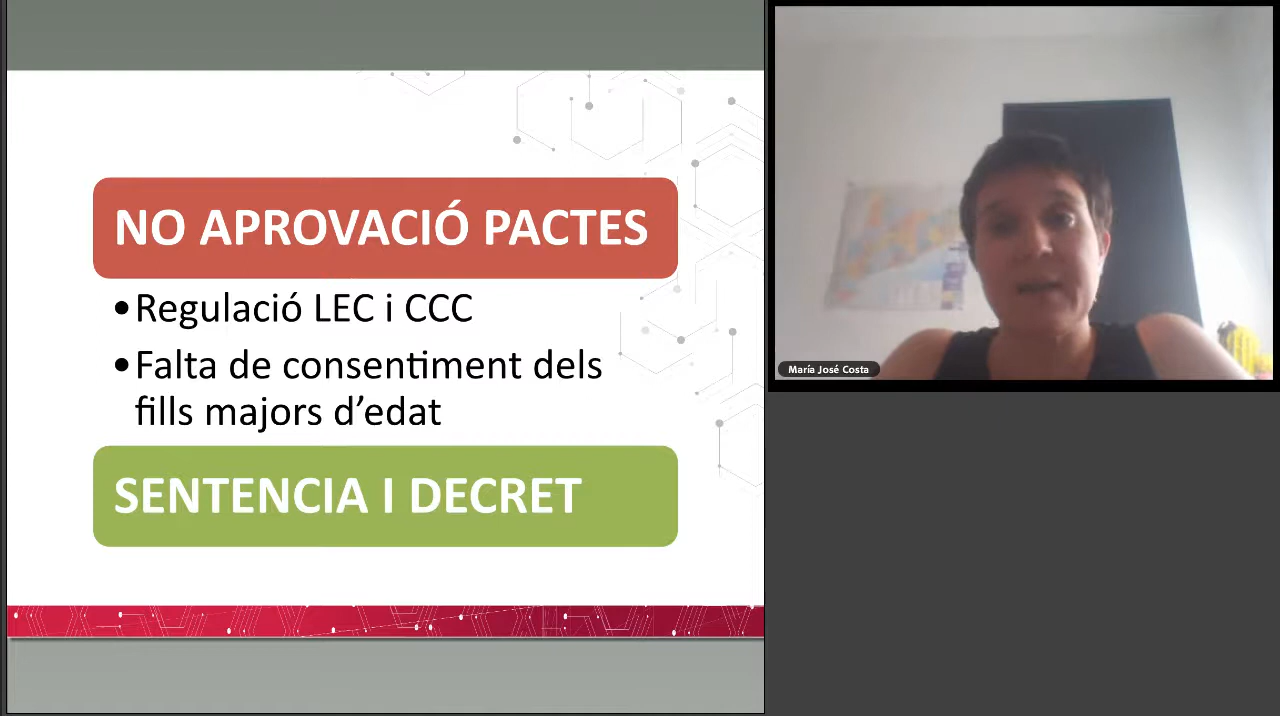 NO APROVACIÓ PACTES
•Regulació LEC i CCC
•Falta de consentiment dels
fills majors d’edat
SENTENCIA I DECRET
María José Costa